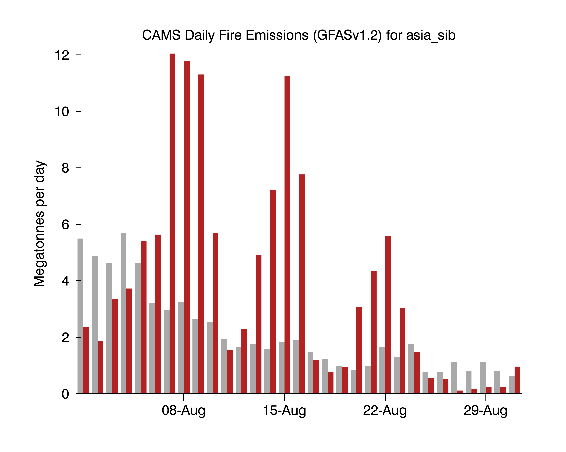 CAMS Daily Fire Emissions (GFASv1.2) for asia_sib
12
10
8
6
4
2
0
Megatonnes per day
08-Aug 15-Aug 22-Aug 29-Aug